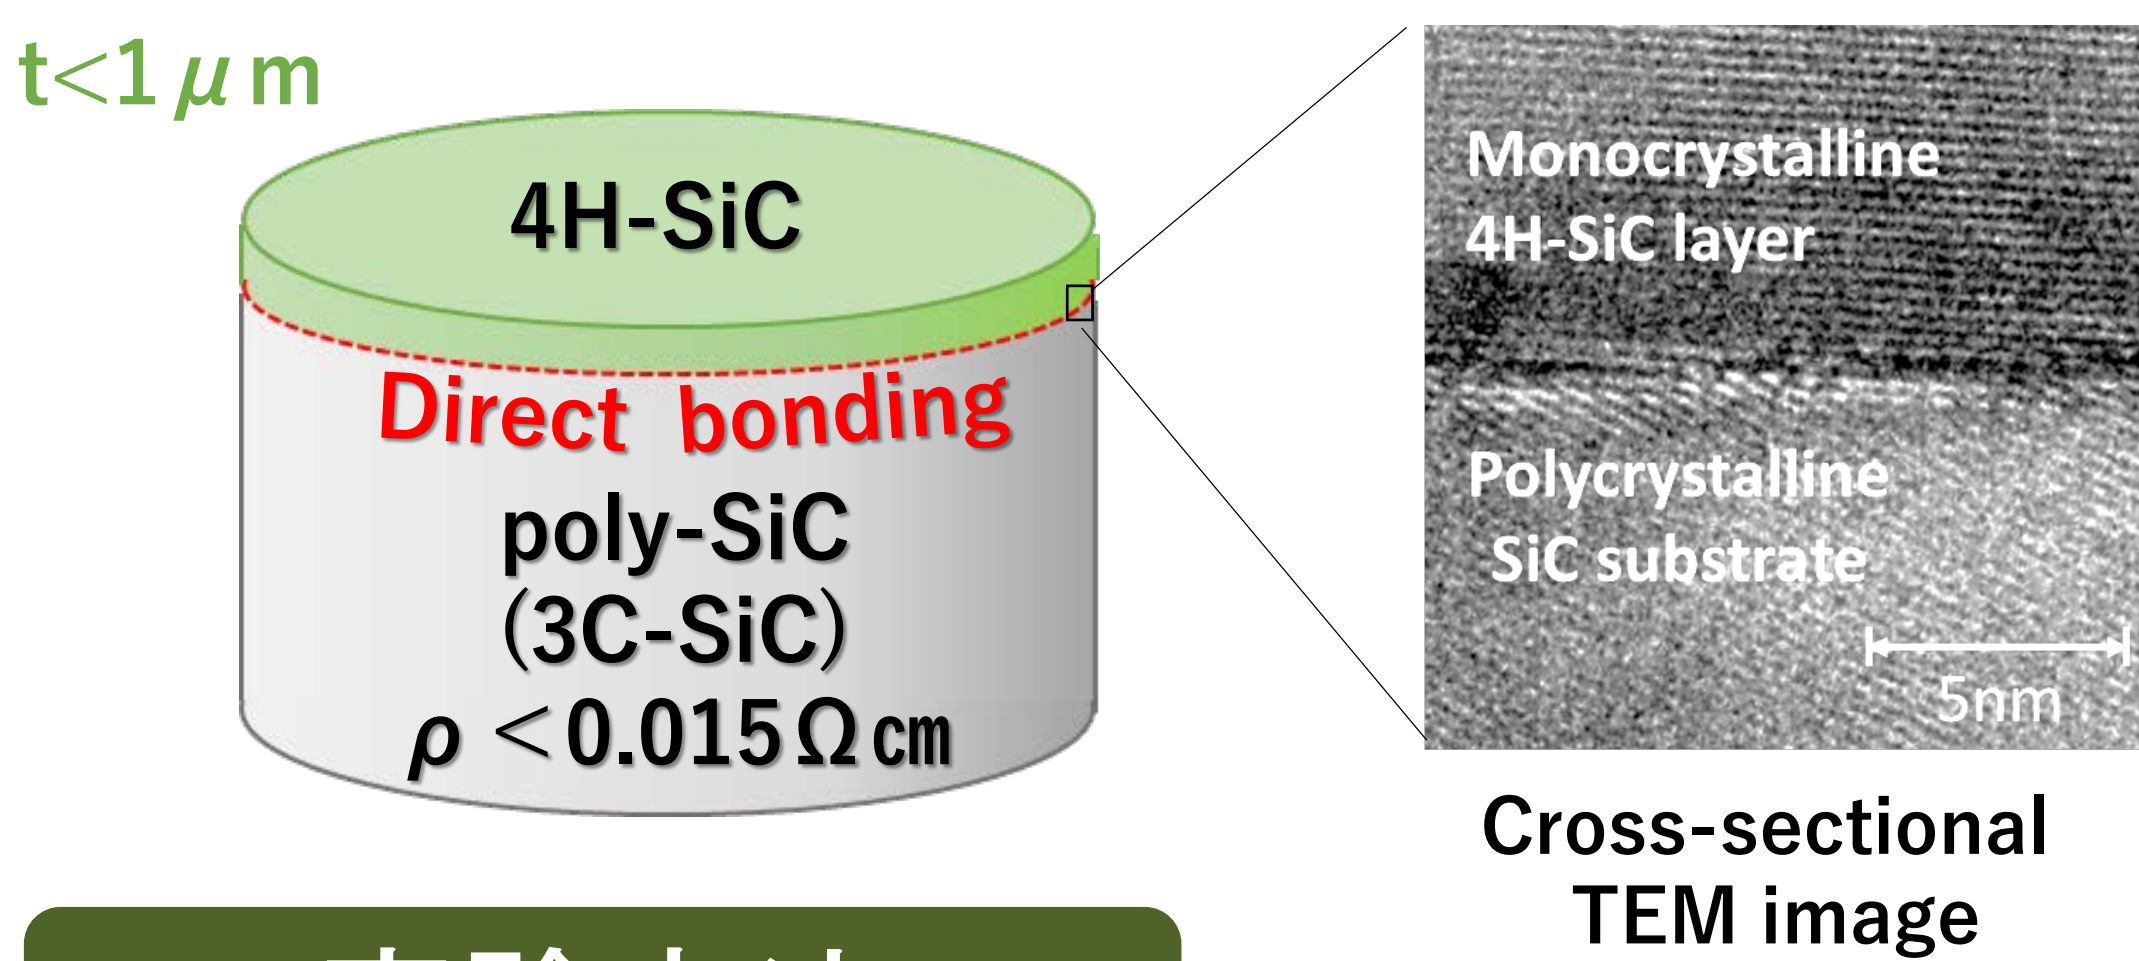 t<1μm
4H-SiC
Direct bonding
poly-SiC
(3C-SiC)
ρ<0.015Ωcm
Monocrystalline
4H-SiC layer
Polycrystalline
SiC substrate
5nm
Cross-sectional
TEM image